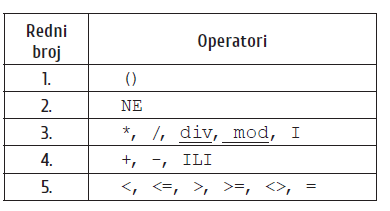 Redni broj Operatori
1. ()
2. NE
3. *, /, div, mod, I
4. +, -, ILI
5. <, <=, >, >=, <>, =